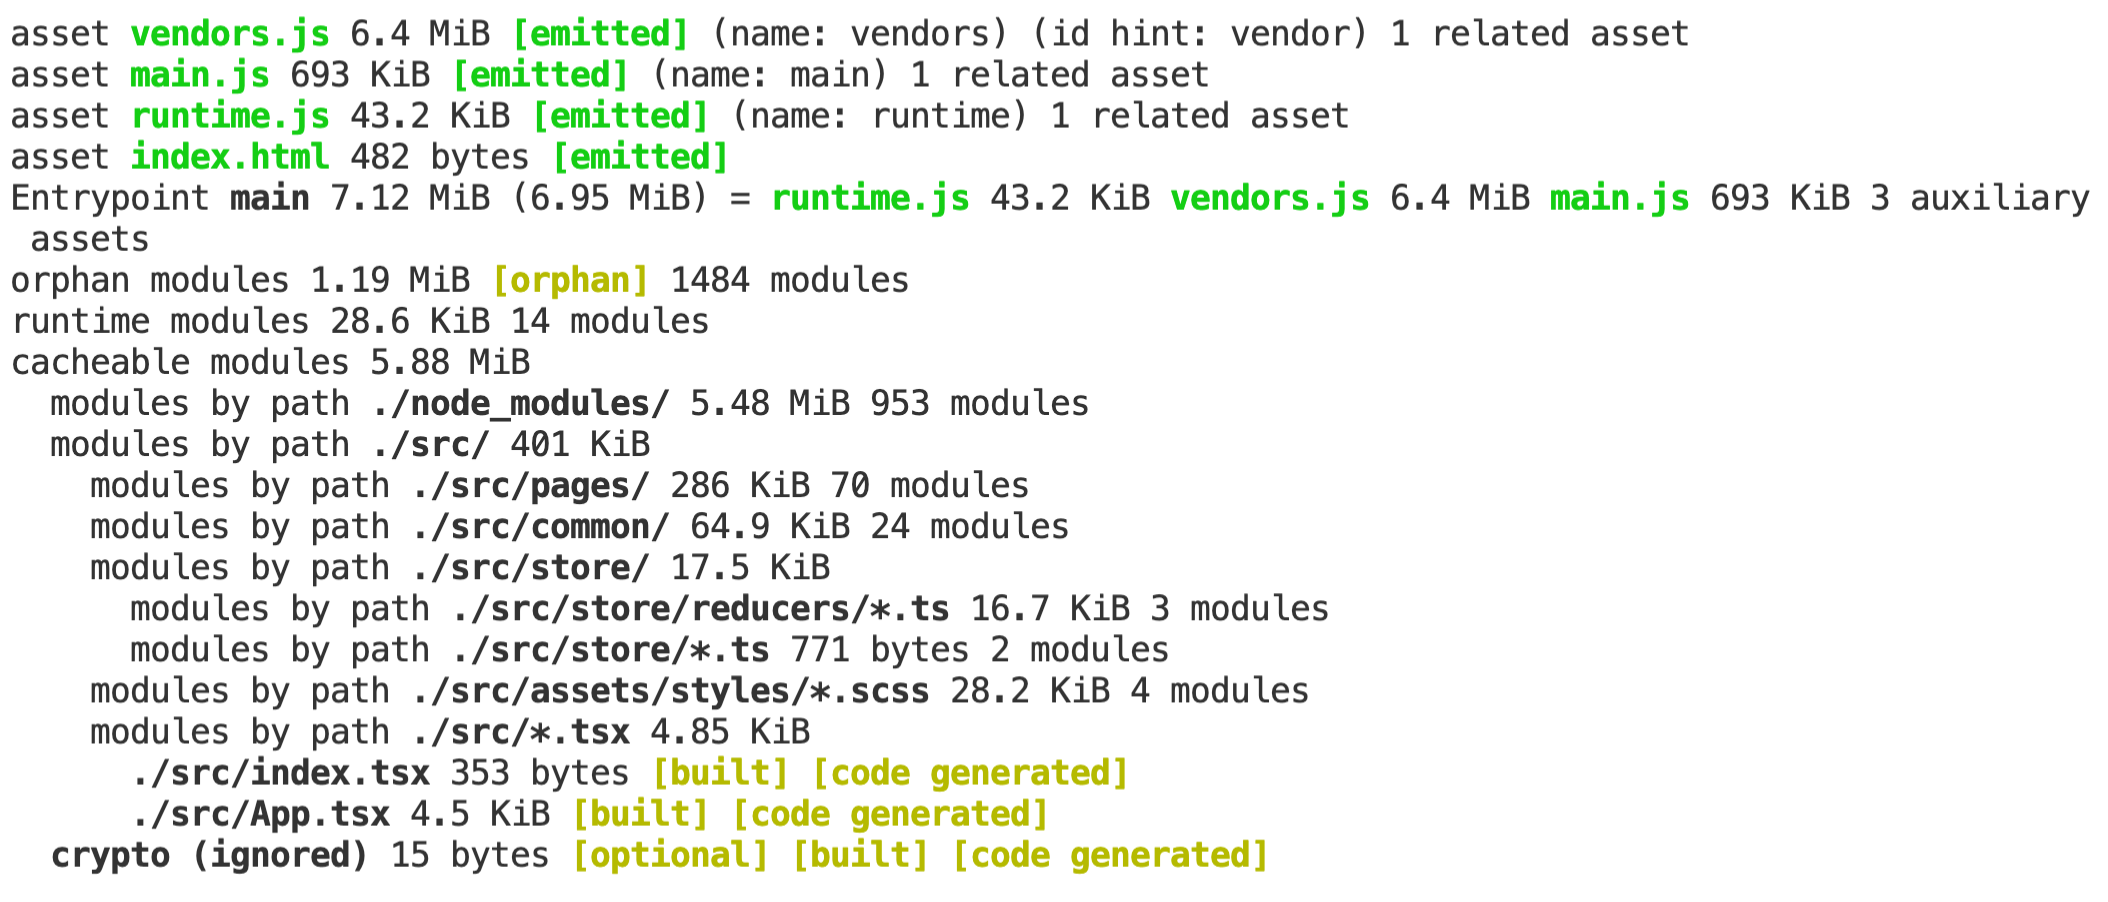 asset vendors.js 6.4 MiB [emitted] (name: vendors) (id hint: vendor) 1 related asset
asset main.js 693 KiB [emitted] (name: main) 1 related asset
asset runtime.js 43.2 KiB [emitted] (name: runtime) 1 related asset
asset index.html 482 bytes [emitted]
Entrypoint main 7.12 MiB (6.95 MiB) = runtime.js 43.2 KiB vendors.js 6.4 MiB main.js 693 KiB 3 auxiliary
assets
orphan modules 1.19 MiB [orphan] 1484 modules
runtime modules 28.6 KiB 14 modules
cacheable modules 5.88 MiB
modules by path ./node_modules/ 5.48 MiB 953 modules
modules by path ./src/ 401 KiB
modules by path ./src/pages/ 286 KiB 70 modules
modules by path ./src/common/ 64.9 KiB 24 modules
modules by path ./src/store/ 17.5 KiB
modules by path ./src/store/reducers/*.ts 16.7 KiB 3 modules
modules by path ./src/store/*.ts 771 bytes 2 modules
modules by path ./src/assets/styles/*.scss 28.2 KiB 4 modules
modules by path ./src/*.tsx 4.85 KiB
./src/index.tsx 353 bytes [built] [code generated]
./src/App.tsx 4.5 KiB [built] [code generated]
crypto (ignored) 15 bytes [optional] [built] [code generated]